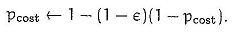 p_cost ← 1 − (1 − ϵ)(1 − p_cost).